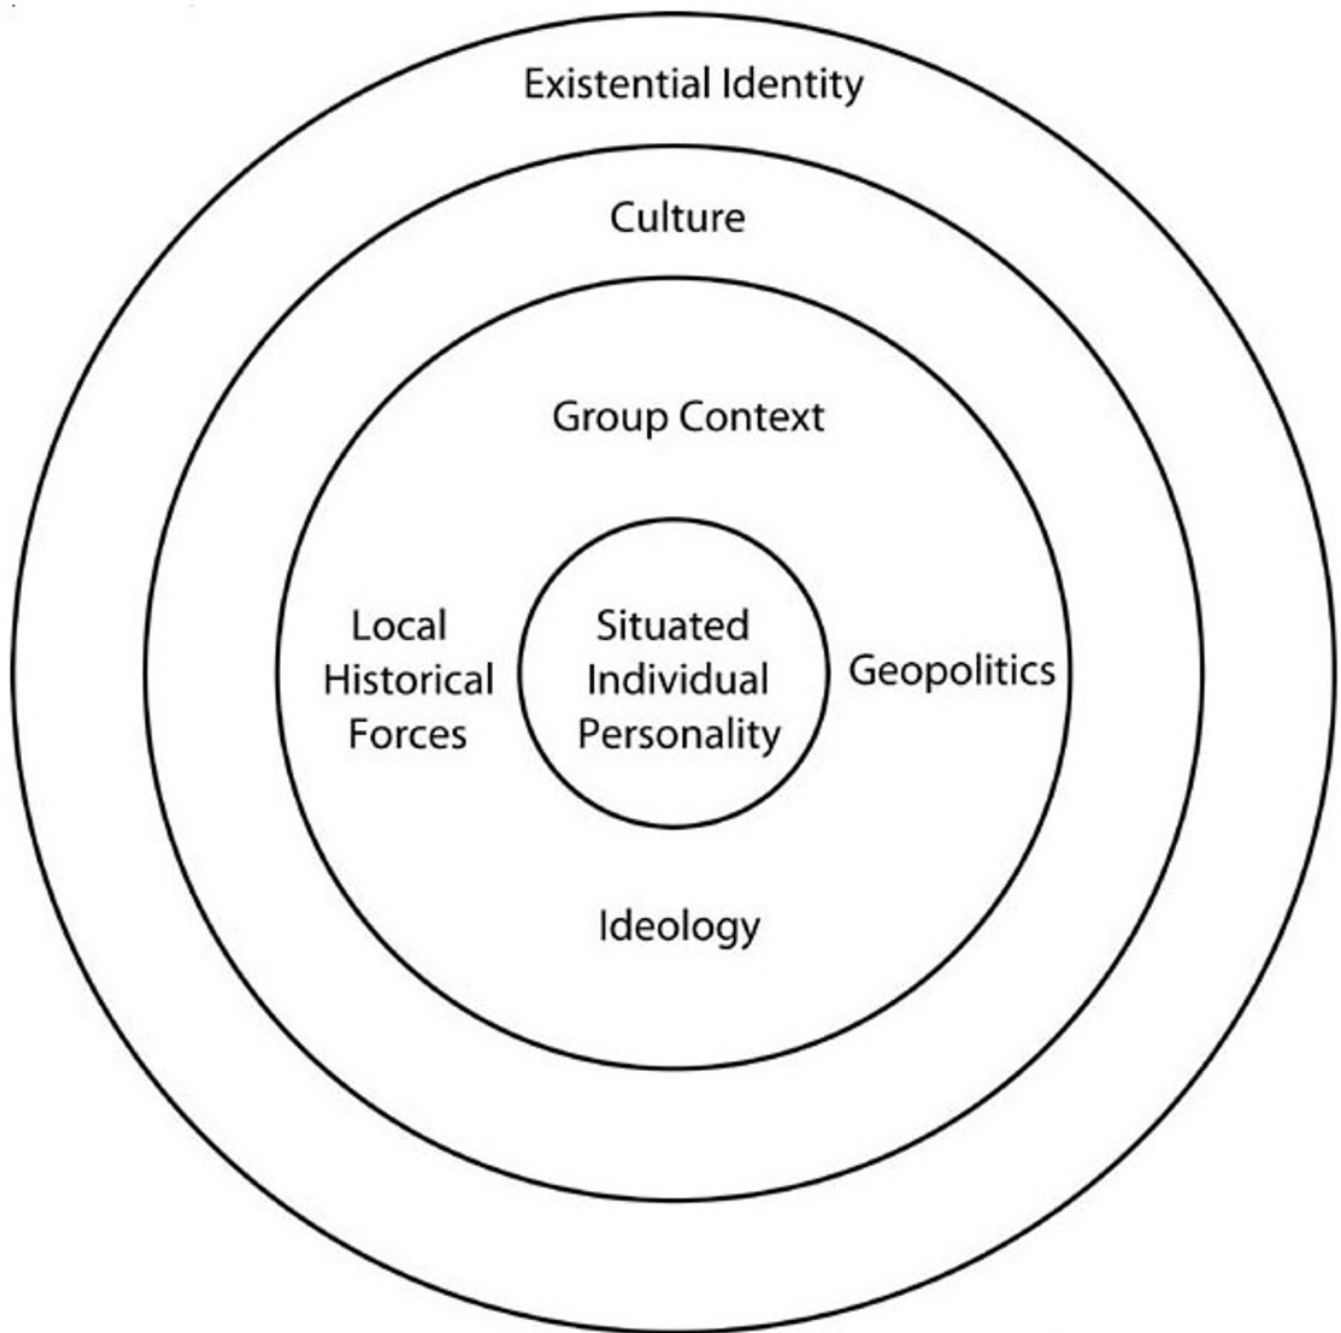 Existential Identity
Culture
Group Context
Local
Historical
Forces
Situated
Individual
Personality
Geopolitics
Ideology